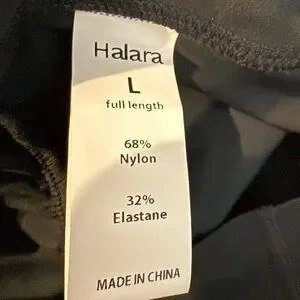 Halara
L
full length
68%
Nylon
32%
Elastane
MADE IN CHINA